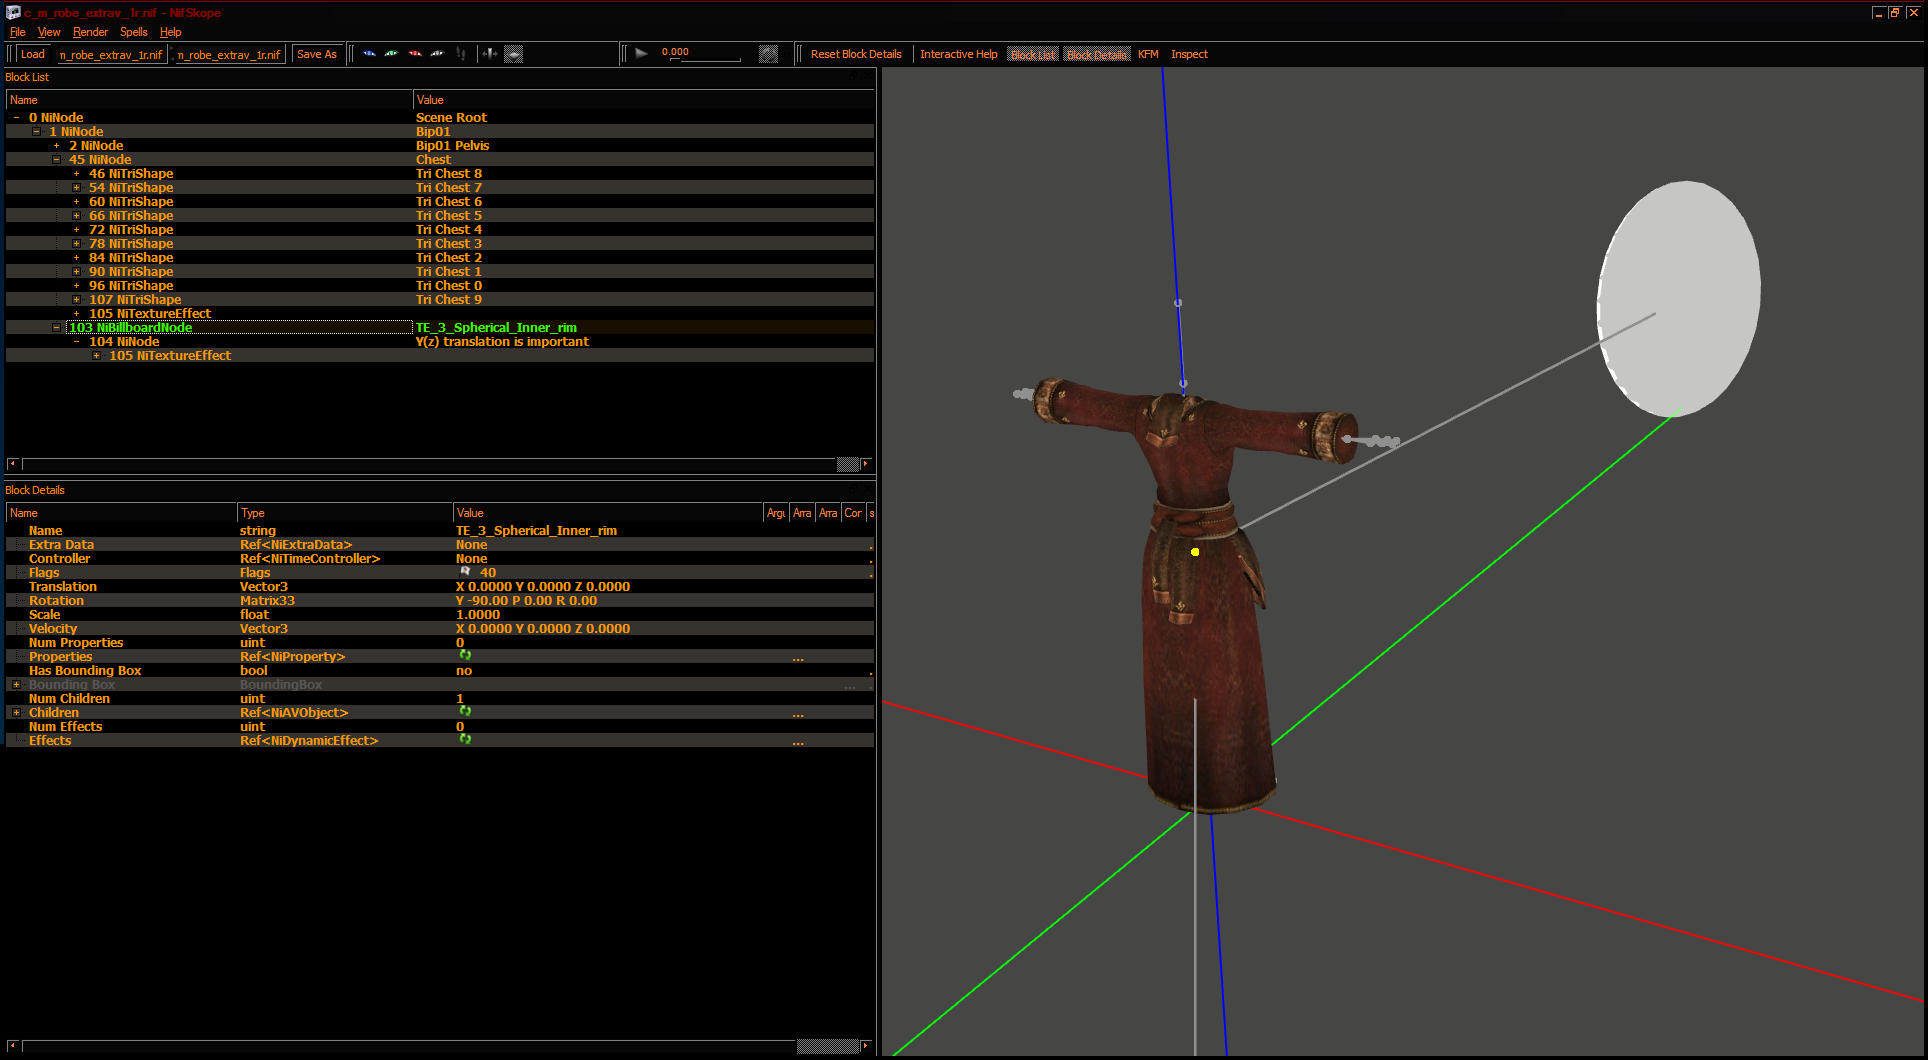 c_m_robe_extrav_1r.nif - NifSkope
File View Render Spells Help
Load m_robe_extrav_1r.nif m_robe_extrav_1r.nif Save As 0.000 Reset Block Details Interactive Help Block List Block Details KFM Inspect
Block List
Name Value
0 NiNode Scene Root
1 NiNode Bip01
2 NiNode Bip01 Pelvis
45 NiNode Chest
46 NiTriShape Tri Chest 8
54 NiTriShape Tri Chest 7
60 NiTriShape Tri Chest 6
66 NiTriShape Tri Chest 5
72 NiTriShape Tri Chest 4
78 NiTriShape Tri Chest 3
84 NiTriShape Tri Chest 2
90 NiTriShape Tri Chest 1
96 NiTriShape Tri Chest 0
107 NiTriShape Tri Chest 9
105 NiTextureEffect
103 NiBillboardNode TE_3_Spherical_Inner_rim
104 NiNode Y(z) translation is important
105 NiTextureEffect
Block Details
Name Type Value Argu Arra Arra Cor s
Name string TE_3_Spherical_Inner_rim
Extra Data Ref<NiExtraData> None
Controller Ref<NiTimeController> None
Flags Flags 40
Translation Vector3 X 0.0000 Y 0.0000 Z 0.0000
Rotation Matrix33 Y -90.00 P 0.00 R 0.00
Scale float 1.0000
Velocity Vector3 X 0.0000 Y 0.0000 Z 0.0000
Num Properties uint 0
Properties Ref<NiProperty> ...
Has Bounding Box bool no
Bounding Box BoundingBox ...
Num Children uint 1
Children Ref<NiAVObject> ...
Num Effects uint 0
Effects Ref<NiDynamicEffect> ...